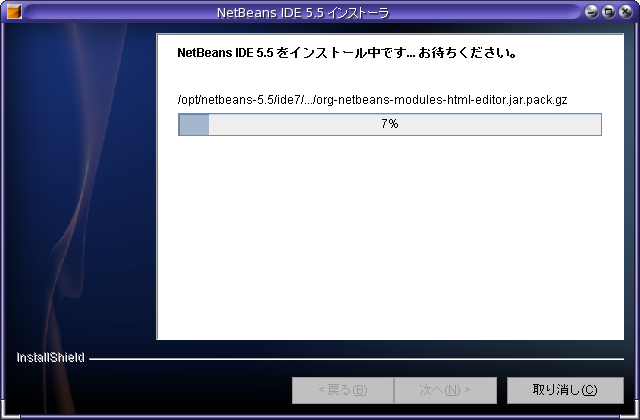 NetBeans IDE 5.5 インストーラ
NetBeans IDE 5.5 をインストール中です... お待ちください。
/opt/netbeans-5.5/ide7/.../org-netbeans-modules-html-editor.jar.pack.gz
7%
InstallShield
< 戻る(B)
次へ(N) >
取り消し(C)